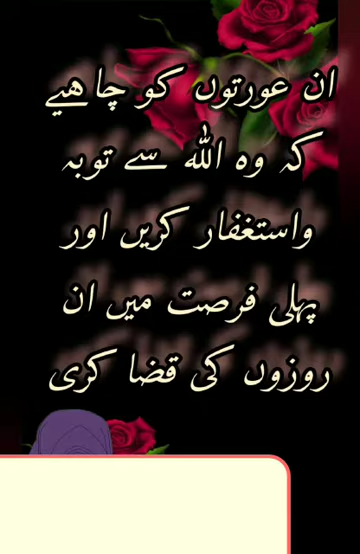 ان عورتوں کو چاہیے
کہ وہ اللہ سے توبہ
واستغفار کریں اور
پہلی فرصت میں ان
روزوں کی قضا کری